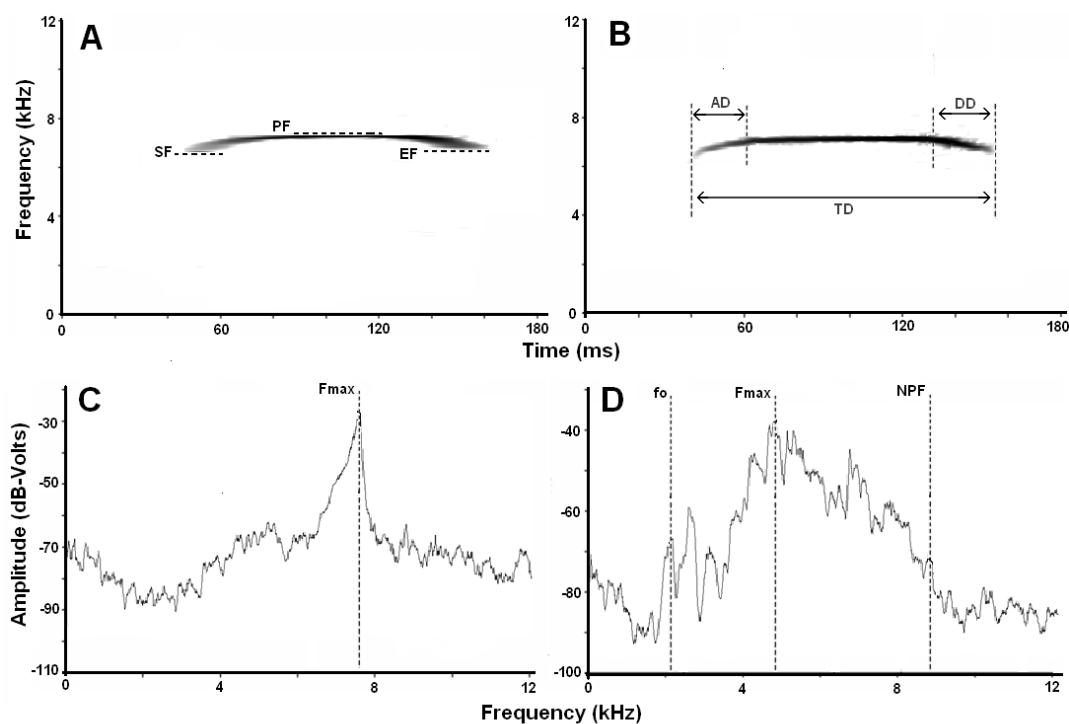 12
A
8
PF
SF
EF
4
0
0
60
120
180
Frequency (kHz)
12
B
AD
DD
8
TD
4
0
0
60
120
180
Time (ms)
C
Fmax
-30
-50
-70
-90
-110
0
4
8
12
Amplitude (dB-Volts)
D
fo
Fmax
NPF
-40
-60
-80
-100
0
4
8
12
Frequency (kHz)